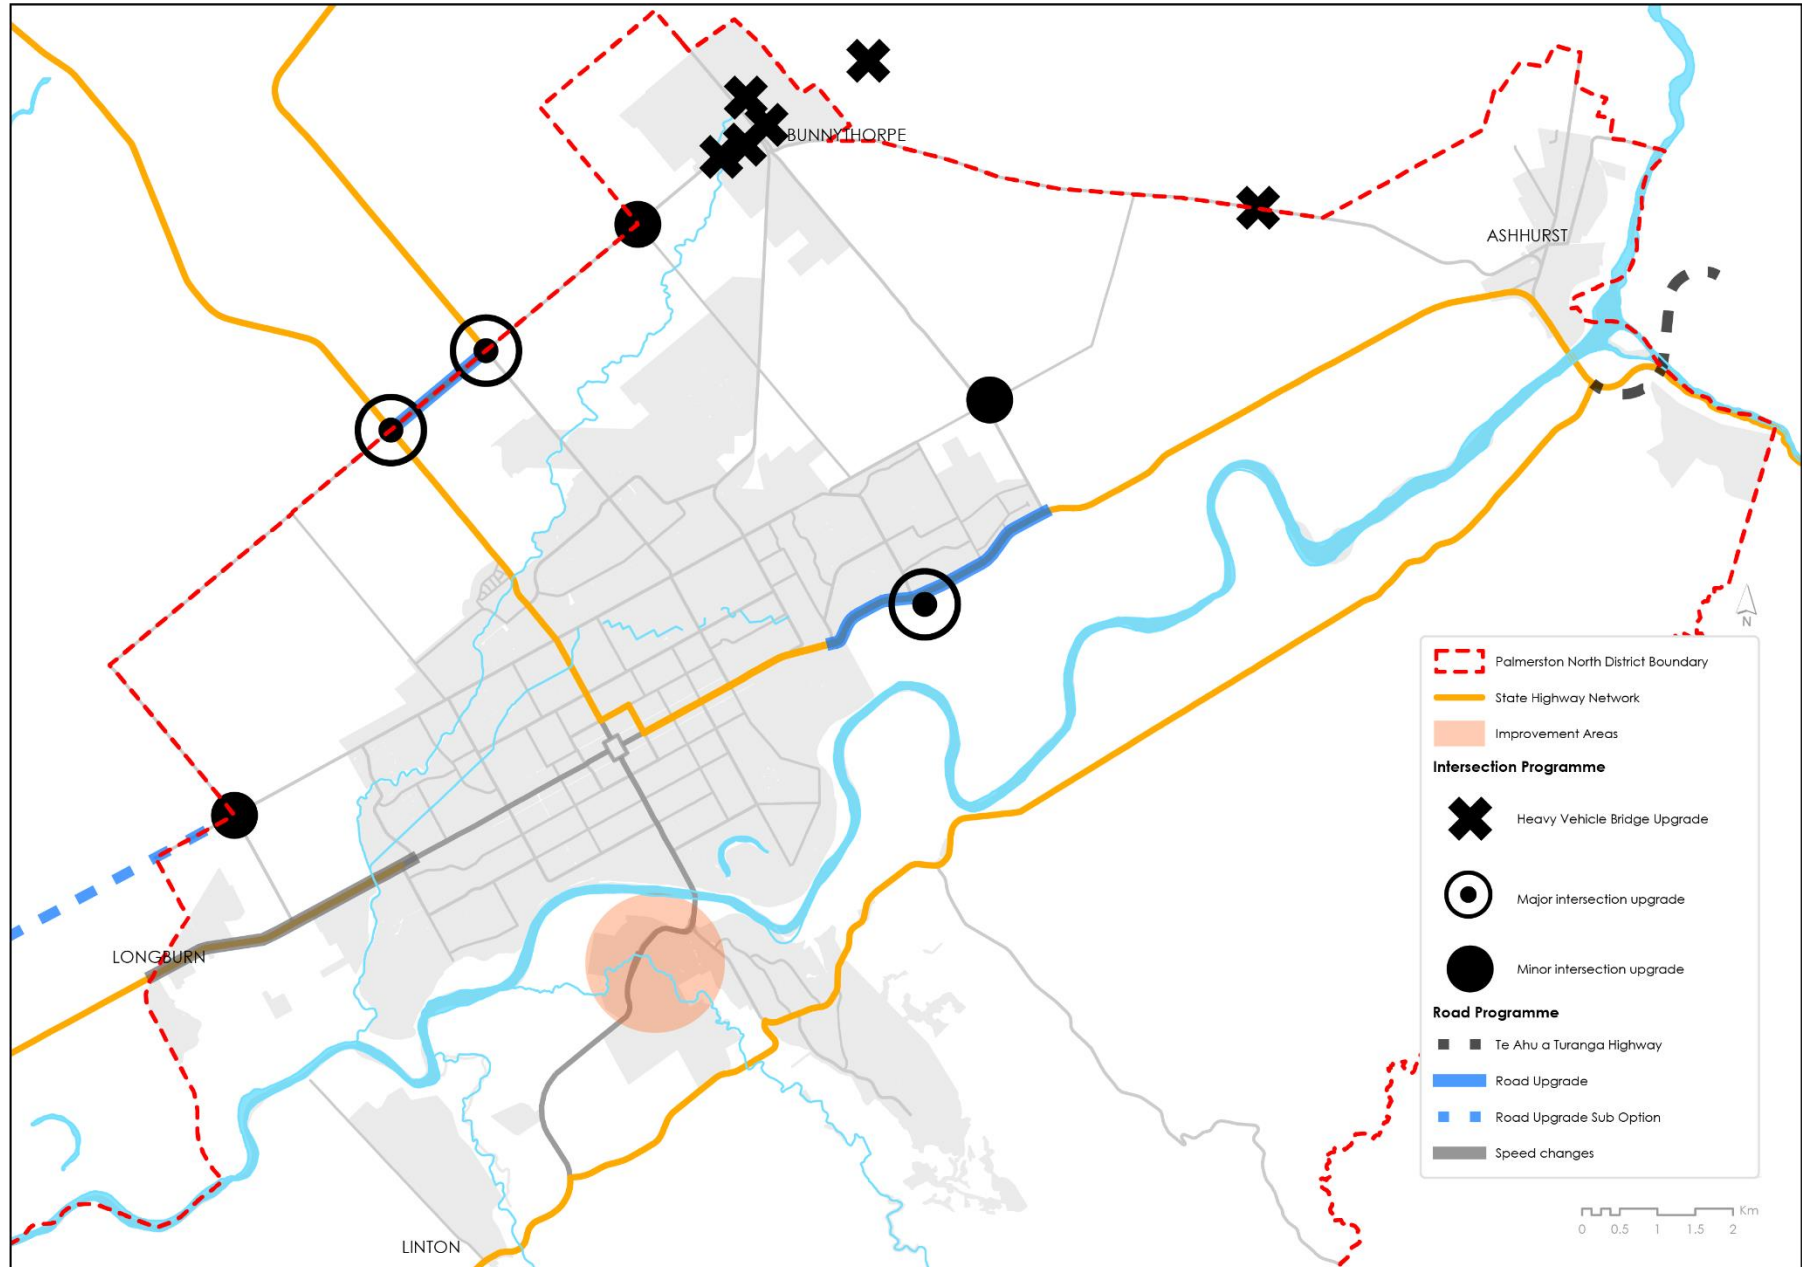 BUNNYTHORPE
ASHHURST
LONGBURN
LINTON
N
Palmerston North District Boundary
State Highway Network
Improvement Areas
Intersection Programme
Heavy Vehicle Bridge Upgrade
Major intersection upgrade
Minor intersection upgrade
Road Programme
Te Ahu a Turanga Highway
Road Upgrade
Road Upgrade Sub Option
Speed changes
Km
0 0.5 1 1.5 2